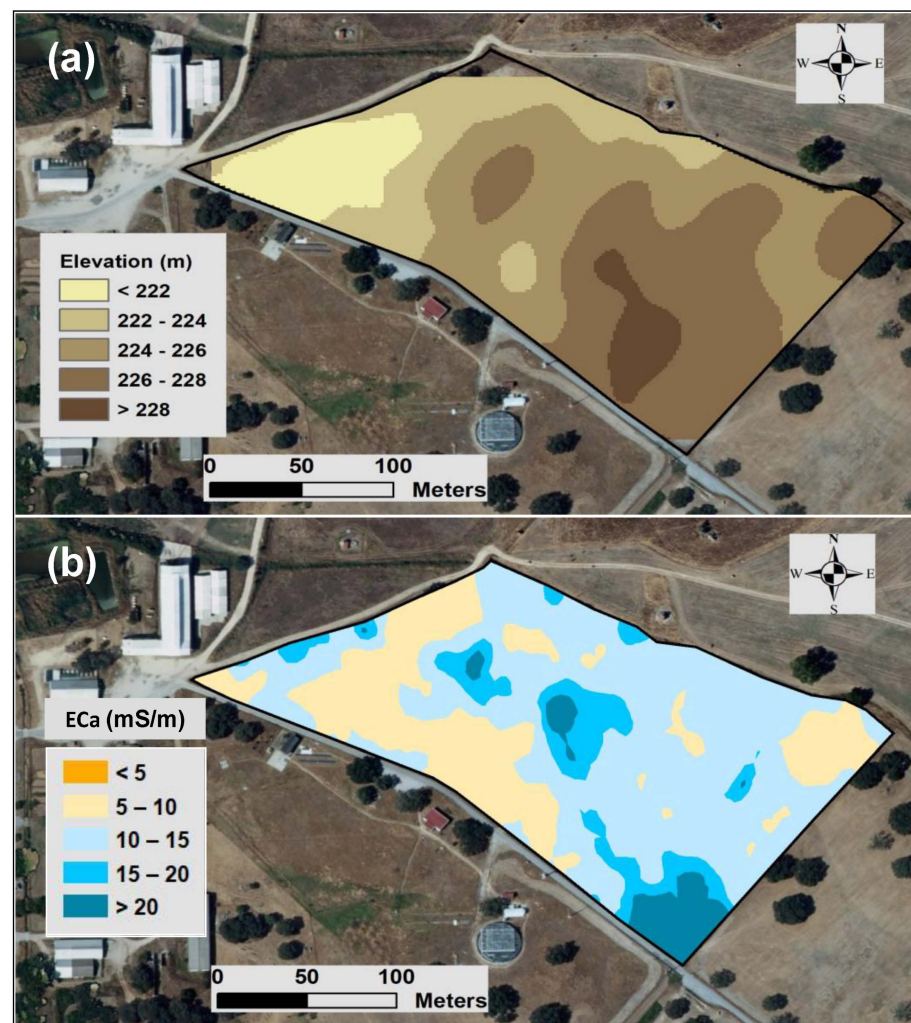 (a)
N
W E
S
Elevation (m)
< 222
222 - 224
224 - 226
226 - 228
> 228
0 50 100
Meters
(b)
N
W E
S
ECa (mS/m)
< 5
5 – 10
10 – 15
15 – 20
> 20
0 50 100
Meters